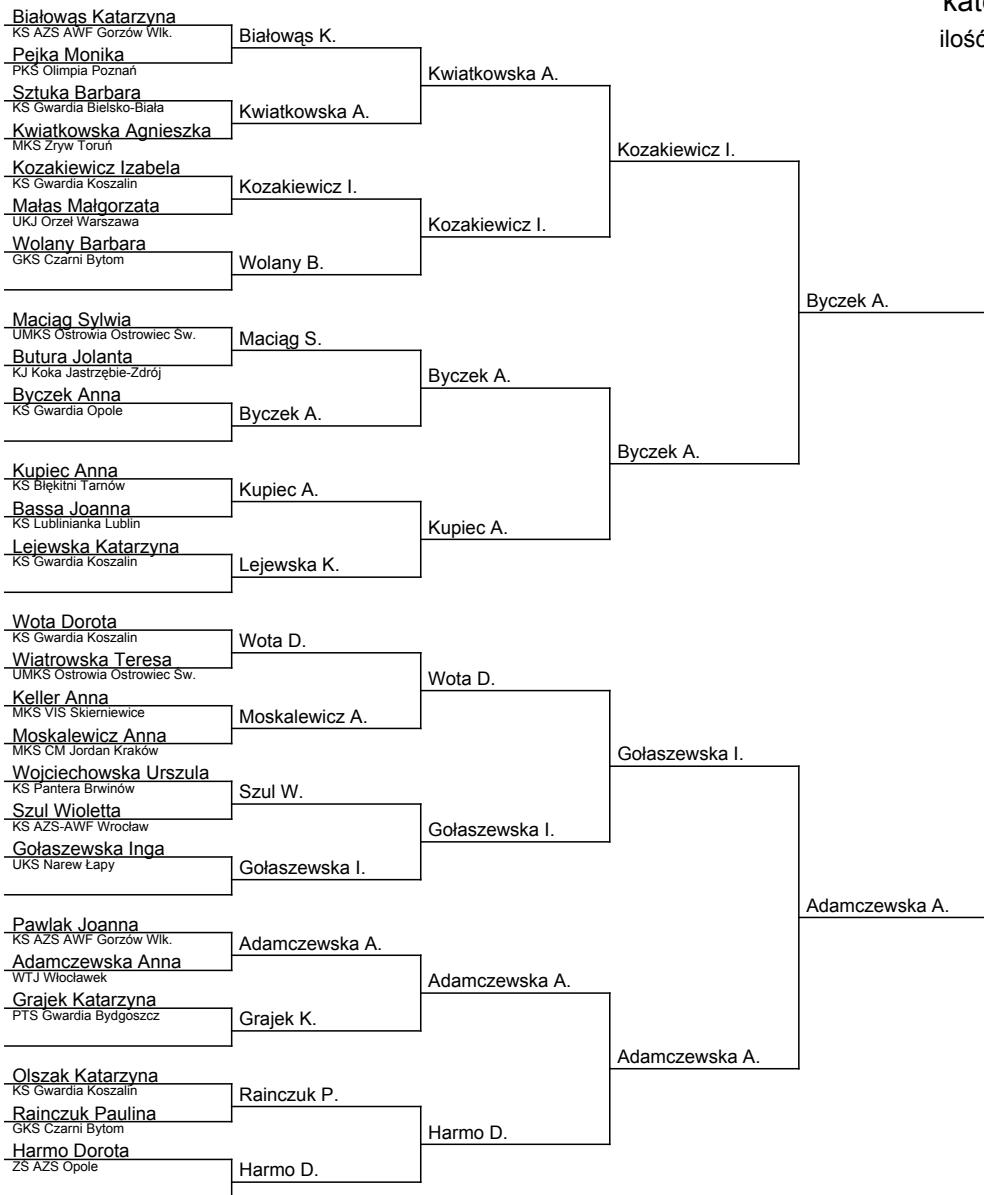 Białowąs Katarzyna
KS AZS AWF Gorzów Wlk.
Pejka Monika
PKS Olimpia Poznań
Sztuka Barbara
KS Gwardia Bielsko-Biała
Kwiatkowska Agnieszka
MKS Zryw Toruń
Kozakiewicz Izabela
KS Gwardia Koszalin
Małas Małgorzata
UKJ Orzeł Warszawa
Wolany Barbara
GKS Czarni Bytom
Maciąg Sylwia
UMKS Ostrowia Ostrowiec Św.
Butura Jolanta
KJ Koka Jastrzębie-Zdrój
Byczek Anna
KS Gwardia Opole
Kupiec Anna
KS Błękitni Tarnów
Bassa Joanna
KS Lublinianka Lublin
Lejewska Katarzyna
KS Gwardia Koszalin
Wota Dorota
KS Gwardia Koszalin
Wiatrowska Teresa
UMKS Ostrowia Ostrowiec Św.
Keller Anna
MKS VIS Skierniewice
Moskalewicz Anna
MKS CM Jordan Kraków
Wojciechowska Urszula
KS Pantera Brwinów
Szul Wioletta
KS AZS-AWF Wrocław
Gołaszewska Inga
UKS Narew Łapy
Pawlak Joanna
KS AZS AWF Gorzów Wlk.
Adamczewska Anna
WTJ Włocławek
Grajek Katarzyna
PTS Gwardia Bydgoszcz
Olszak Katarzyna
KS Gwardia Koszalin
Rainczuk Paulina
GKS Czarni Bytom
Harmo Dorota
ZS AZS Opole
Białowąs K.
Kwiatkowska A.
Kozakiewicz I.
Wolany B.
Maciąg S.
Byczek A.
Kupiec A.
Lejewska K.
Wota D.
Moskalewicz A.
Szul W.
Gołaszewska I.
Adamczewska A.
Grajek K.
Rainczuk P.
Harmo D.
Kwiatkowska A.
Kozakiewicz I.
Byczek A.
Kupiec A.
Wota D.
Gołaszewska I.
Adamczewska A.
Harmo D.
Kozakiewicz I.
Byczek A.
Gołaszewska I.
Adamczewska A.
Byczek A.
Adamczewska A.
ilość